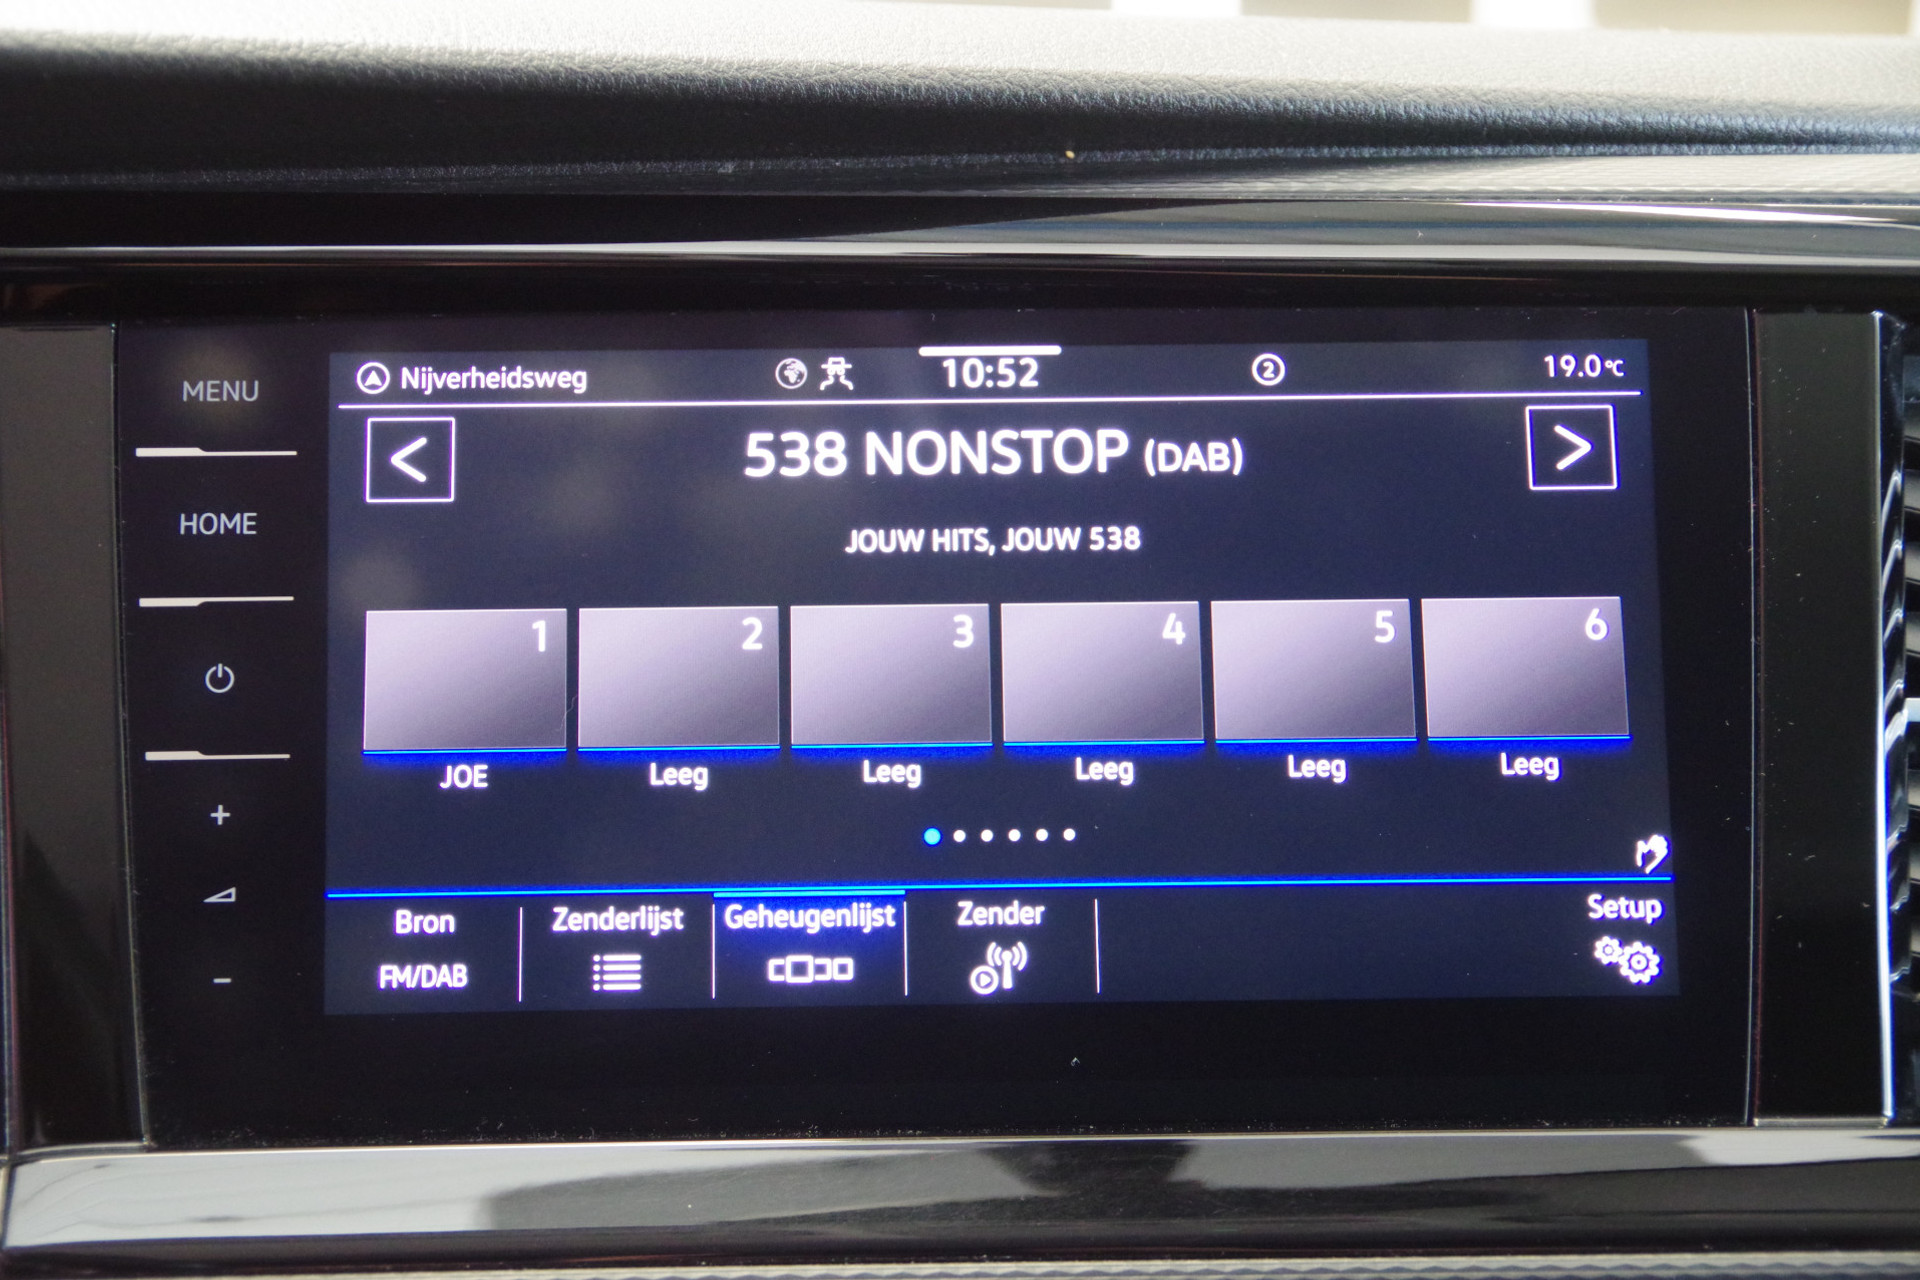 MENU
HOME
+
-
Nijverheidsweg
10:52
2
19.0°C
<
538 NONSTOP (DAB)
>
JOUW HITS, JOUW 538
1
2
3
4
5
6
JOE
Leeg
Leeg
Leeg
Leeg
Leeg
Bron
FM/DAB
Zenderlijst
Geheugenlijst
Zender
Setup